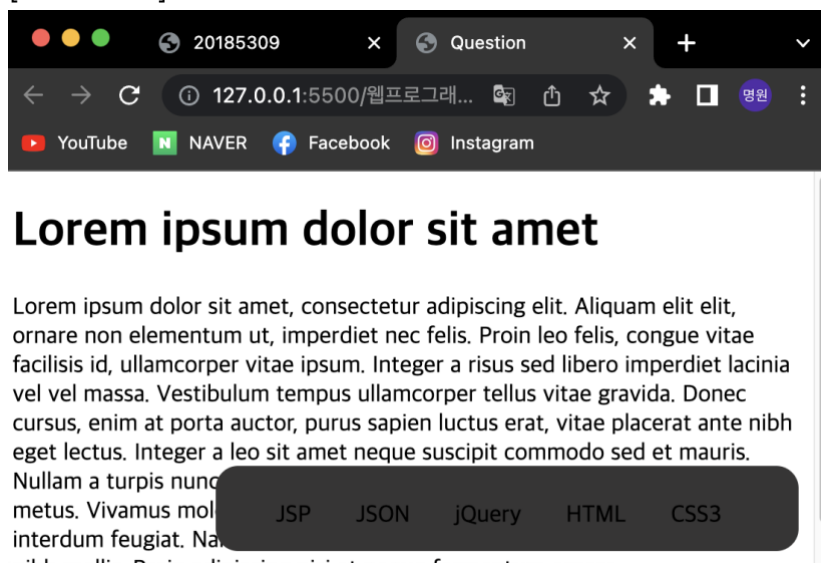 20185309
Question
127.0.0.1:5500/웹프로그래...
명원
YouTube NAVER Facebook Instagram
Lorem ipsum dolor sit amet
Lorem ipsum dolor sit amet, consectetur adipiscing elit. Aliquam elit elit,
ornare non elementum ut, imperdiet nec felis. Proin leo felis, congue vitae
facilisis id, ullamcorper vitae ipsum. Integer a risus sed libero imperdiet lacinia
vel vel massa. Vestibulum tempus ullamcorper tellus vitae gravida. Donec
cursus, enim at porta auctor, purus sapien luctus erat, vitae placerat ante nibh
eget lectus. Integer a leo sit amet neque suscipit commodo sed et mauris.
Nullam a turpis nunc
metus. Vivamus mol
interdum feugiat. Na
JSP JSON jQuery HTML CSS3